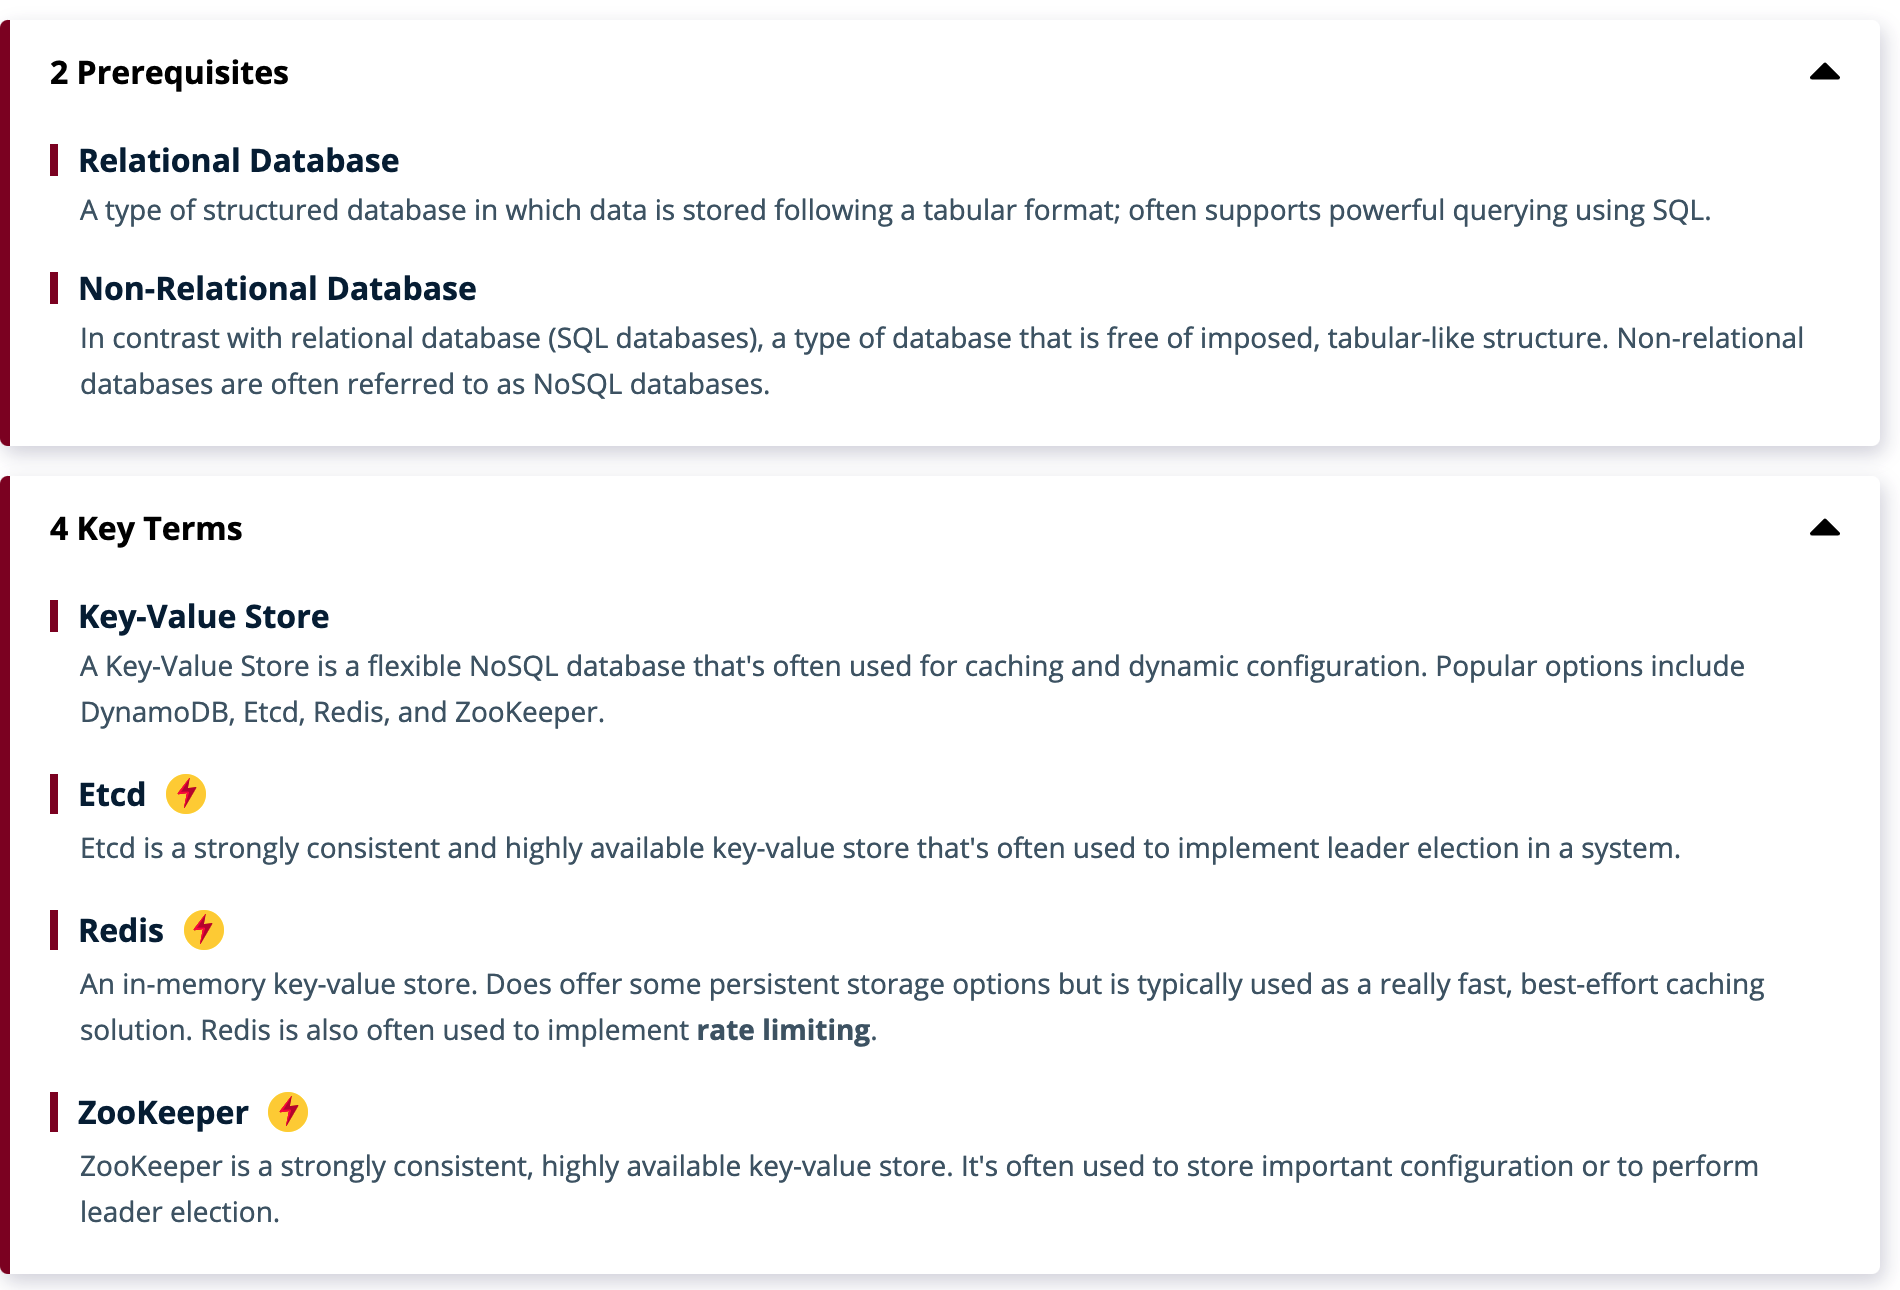 2 Prerequisites
Relational Database
A type of structured database in which data is stored following a tabular format; often supports powerful querying using SQL.
Non-Relational Database
In contrast with relational database (SQL databases), a type of database that is free of imposed, tabular-like structure. Non-relational
databases are often referred to as NoSQL databases.
4 Key Terms
Key-Value Store
A Key-Value Store is a flexible NoSQL database that's often used for caching and dynamic configuration. Popular options include
DynamoDB, Etcd, Redis, and ZooKeeper.
Etcd
Etcd is a strongly consistent and highly available key-value store that's often used to implement leader election in a system.
Redis
An in-memory key-value store. Does offer some persistent storage options but is typically used as a really fast, best-effort caching
solution. Redis is also often used to implement rate limiting.
ZooKeeper
ZooKeeper is a strongly consistent, highly available key-value store. It's often used to store important configuration or to perform
leader election.